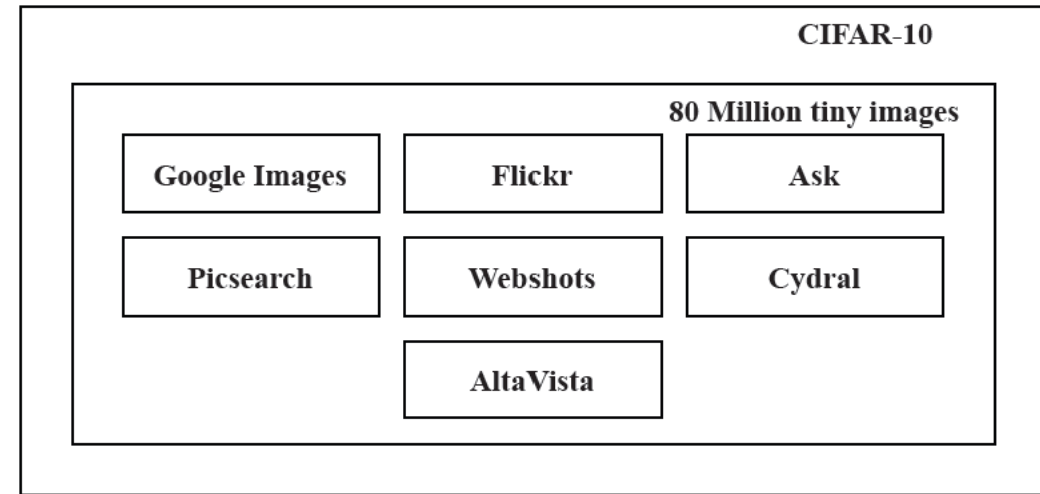 CIFAR-10
80 Million tiny images
Google Images
Flickr
Ask
Picsearch
Webshots
Cydral
AltaVista